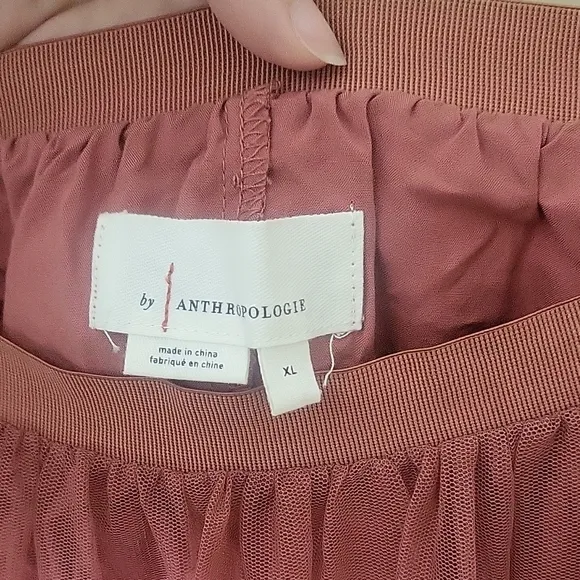 by ANTHROPOLOGIE
made in china
fabriqué en chine
XL